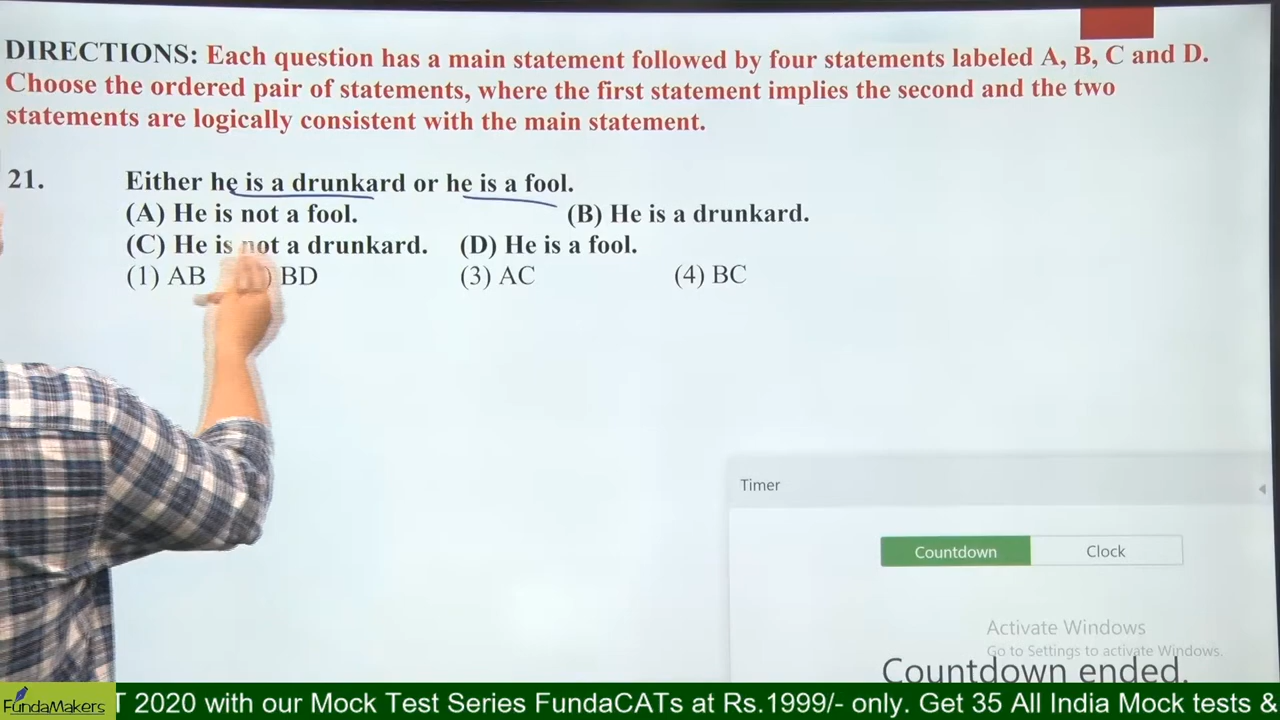 DIRECTIONS: Each question has a main statement followed by four statements labeled A, B, C and D.
Choose the ordered pair of statements, where the first statement implies the second and the two
statements are logically consistent with the main statement.
21. Either he is a drunkard or he is a fool.
(A) He is not a fool. (B) He is a drunkard.
(C) He is not a drunkard. (D) He is a fool.
(1) AB ) BD (3) AC (4) BC
Timer
Countdown Clock
Activate Windows
Go to Settings to activate Windows.
Countdown ended.
FundaMakers T 2020 with our Mock Test Series FundaCATs at Rs.1999/- only. Get 35 All India Mock tests &